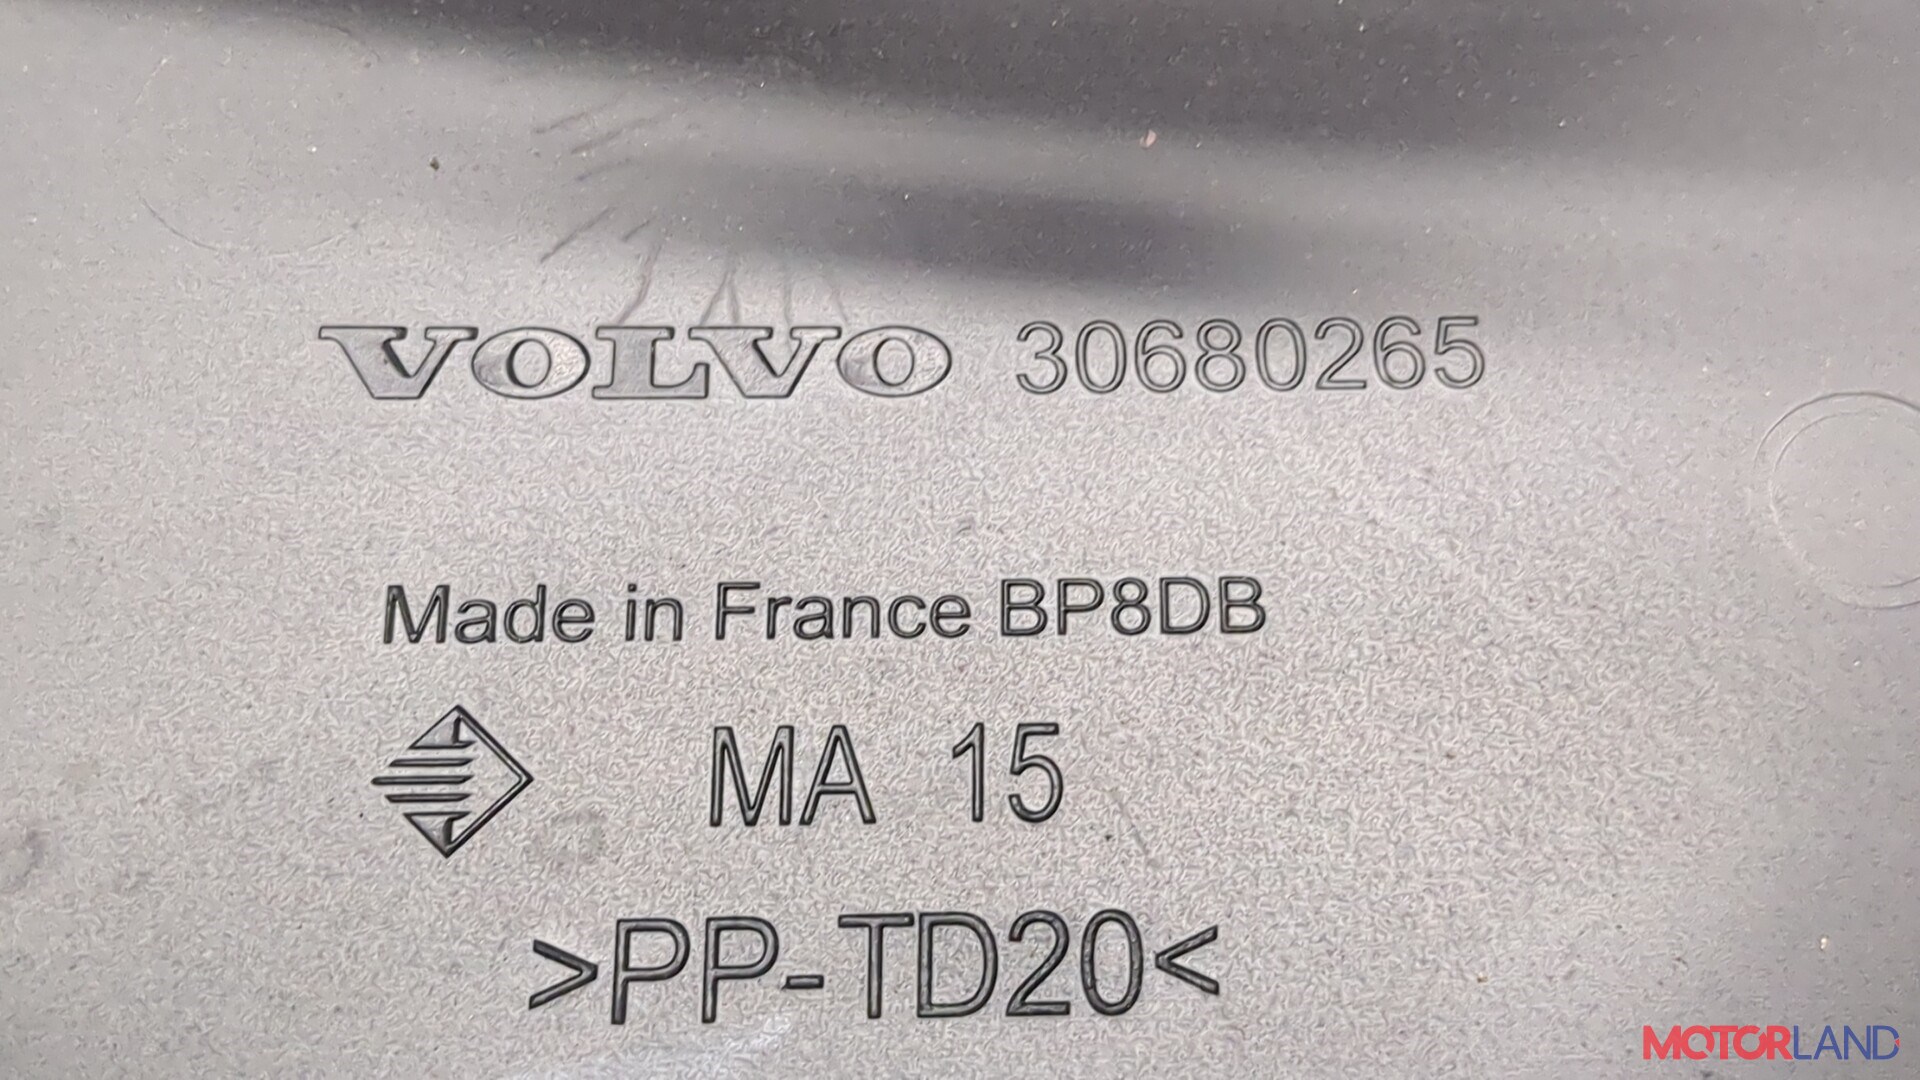 VOLVO 30680265
Made in France BP8DB
MA 15
>PP-TD20<
MOTORLAND